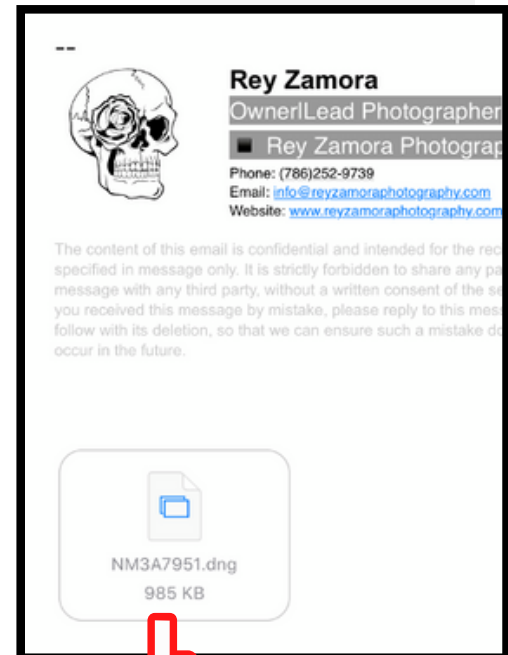 --
Rey Zamora
Owner|Lead Photographer
Rey Zamora Photograp
Phone: (786)252-9739
Email: info@reyzamoraphotography.com
Website: www.reyzamoraphotography.com
The content of this email is confidential and intended for the rec
specified in message only. It is strictly forbidden to share any pa
message with any third party, without a written consent of the se
you received this message by mistake, please reply to this mes
follow with its deletion, so that we can ensure such a mistake do
occur in the future.
NM3A7951.dng
985 KB